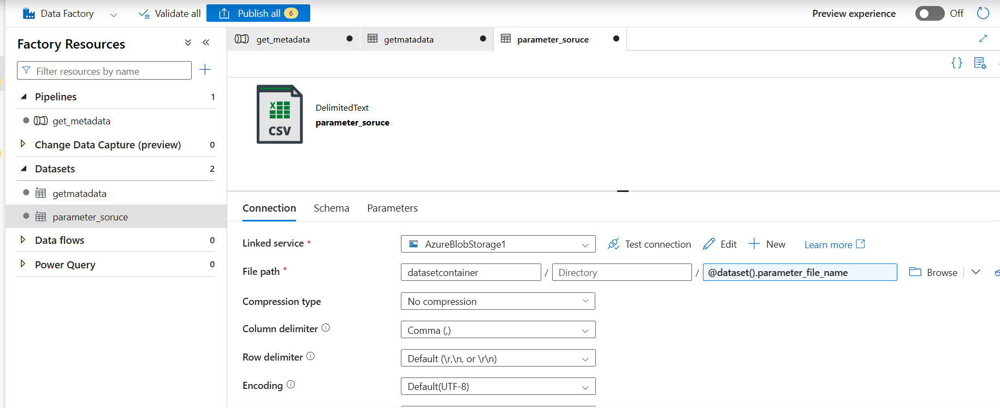 Data Factory
Validate all
Publish all 6
Preview experience
Off
Factory Resources
Filter resources by name
Pipelines 1
get_metadata
Change Data Capture (preview) 0
Datasets 2
getmatadata
parameter_soruce
Data flows 0
Power Query 0
get_metadata
getmatadata
parameter_soruce
{}
X
CSV
DelimitedText
parameter_soruce
Connection Schema Parameters
Linked service * AzureBlobStorage1 Test connection Edit New Learn more
File path * datasetcontainer / Directory / @dataset().parameter_file_name Browse
Compression type No compression
Column delimiter Comma (,)
Row delimiter Default (\r,\n, or \r\n)
Encoding Default(UTF-8)